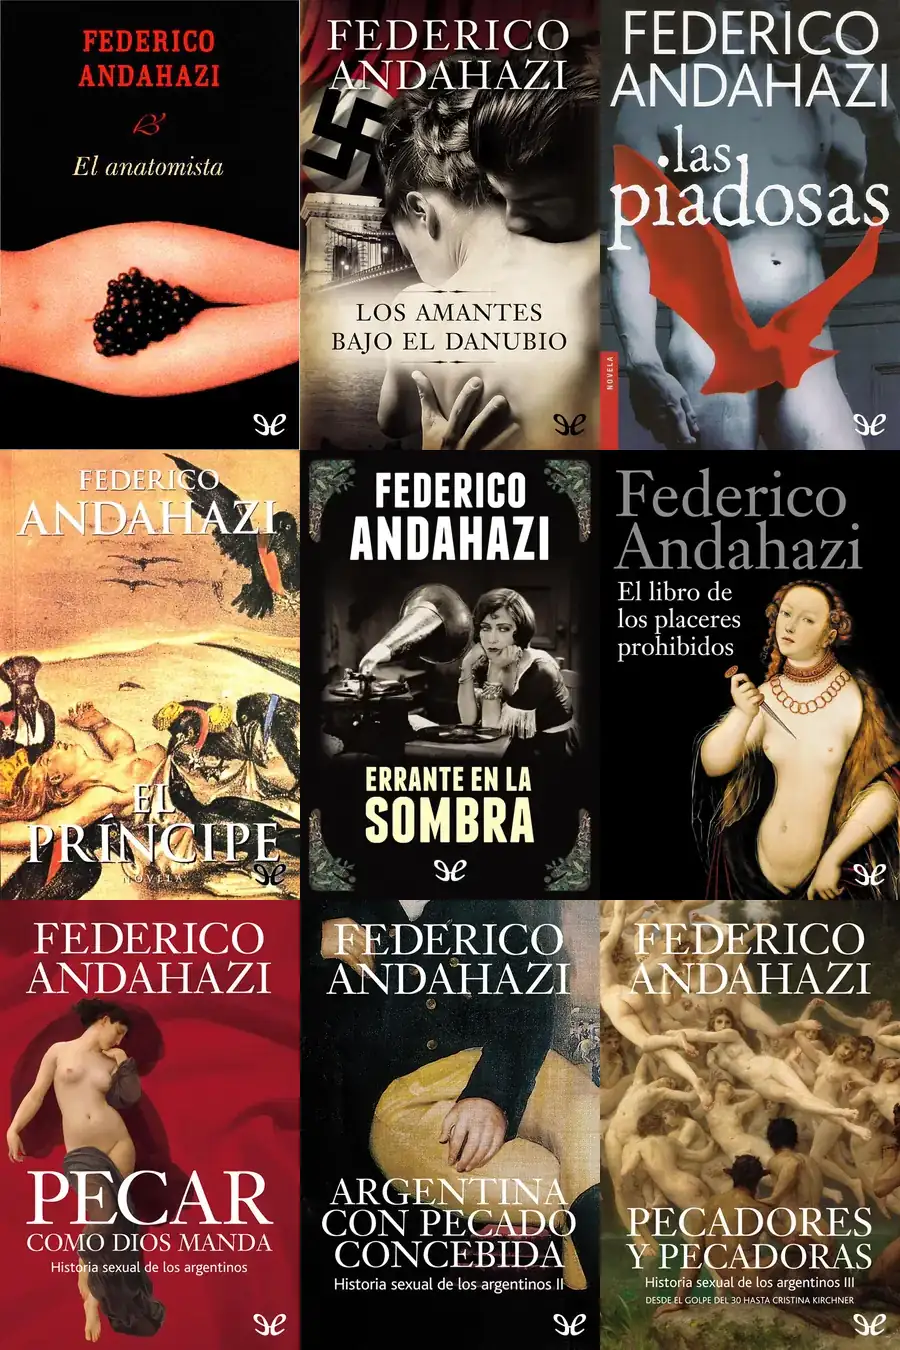 FEDERICO
ANDAHAZI
El anatomista
FEDERICO
ANDAHAZI
LOS AMANTES
BAJO EL DANUBIO
FEDERICO
ANDAHAZI
las
piadosas
NOVELA
FEDERICO
ANDAHAZI
EL
PRÍNCIPE
NOVELA
FEDERICO
ANDAHAZI
ERRANTE EN LA
SOMBRA
Federico
Andahazi
El libro de
los placeres
prohibidos
FEDERICO
ANDAHAZI
PECAR
COMO DIOS MANDA
Historia sexual de los argentinos
FEDERICO
ANDAHAZI
ARGENTINA
CON PECADO
CONCEBIDA
Historia sexual de los argentinos II
FEDERICO
ANDAHAZI
PECADORES
Y PECADORAS
Historia sexual de los argentinos III
DESDE EL GOLPE DEL 30 HASTA CRISTINA KIRCHNER